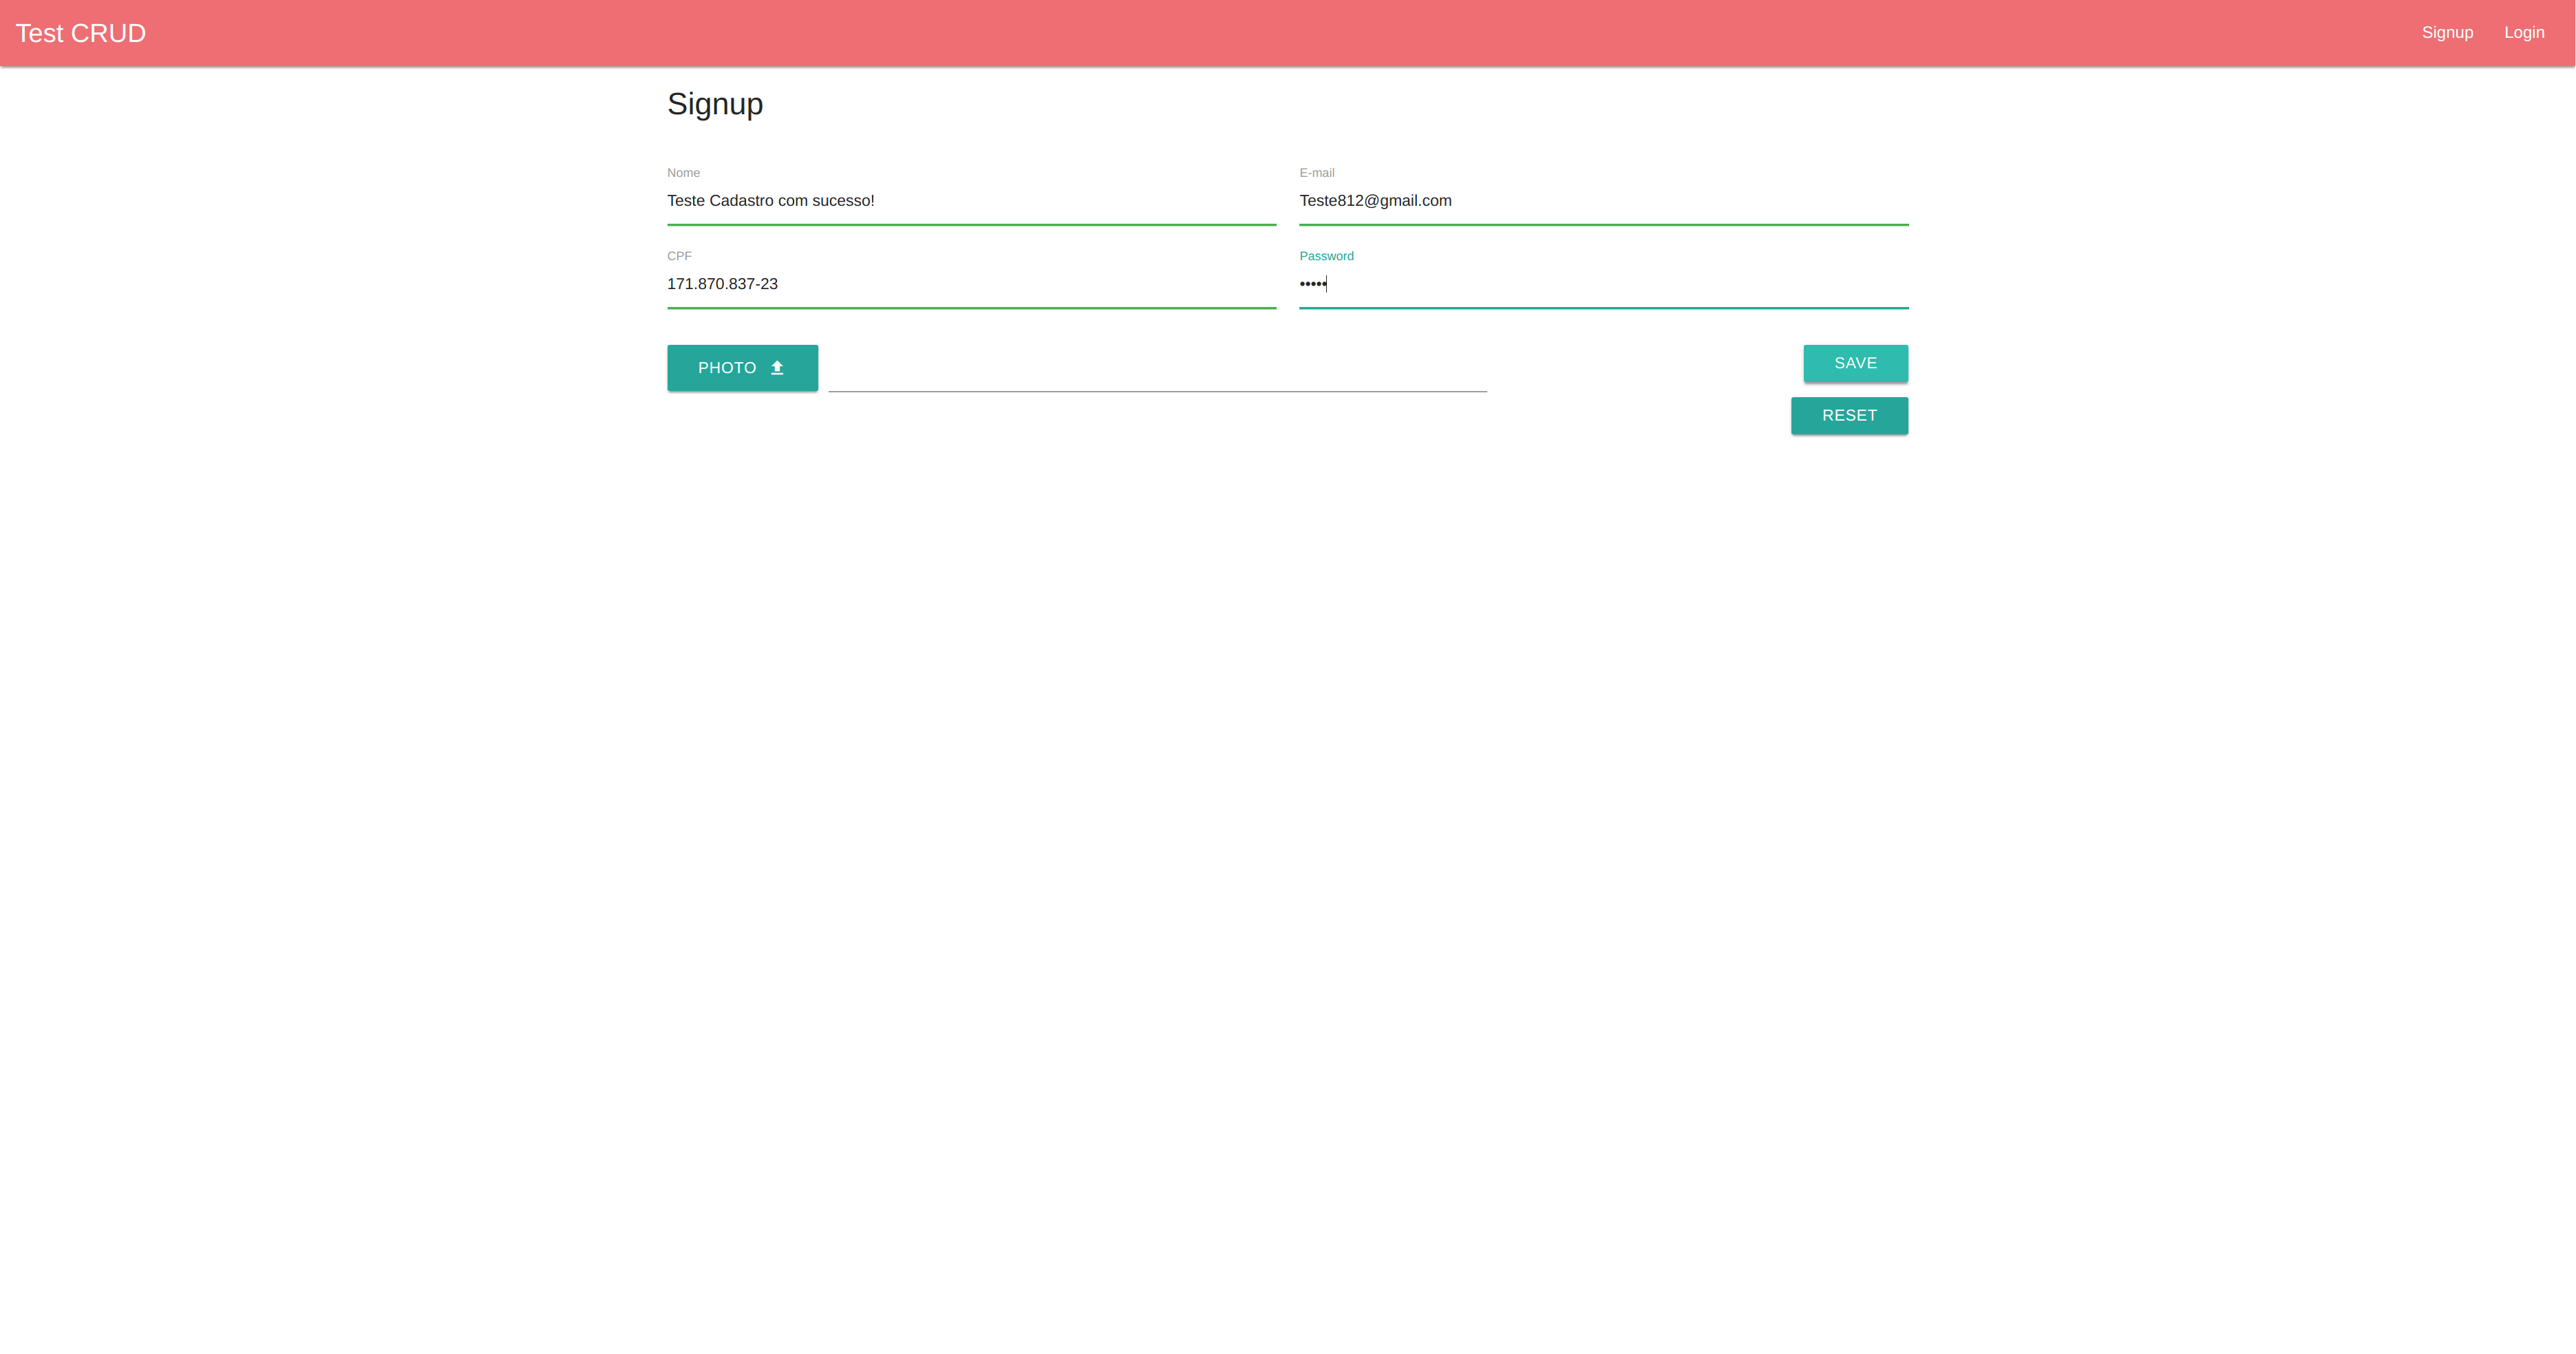 Test CRUD
Signup Login
Signup
Nome
Teste Cadastro com sucesso!
E-mail
Teste812@gmail.com
CPF
171.870.837-23
Password
•••••
PHOTO
SAVE
RESET